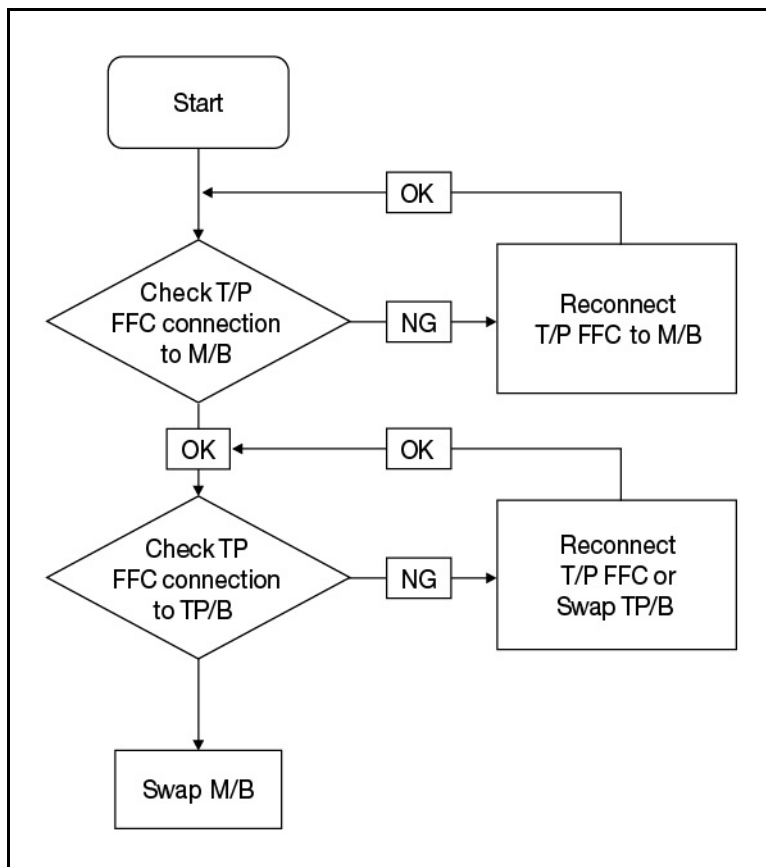 Start
OK
Check T/P
FFC connection
to M/B
NG
Reconnect
T/P FFC to M/B
OK
OK
Check TP
FFC connection
to TP/B
NG
Reconnect
T/P FFC or
Swap TP/B
Swap M/B